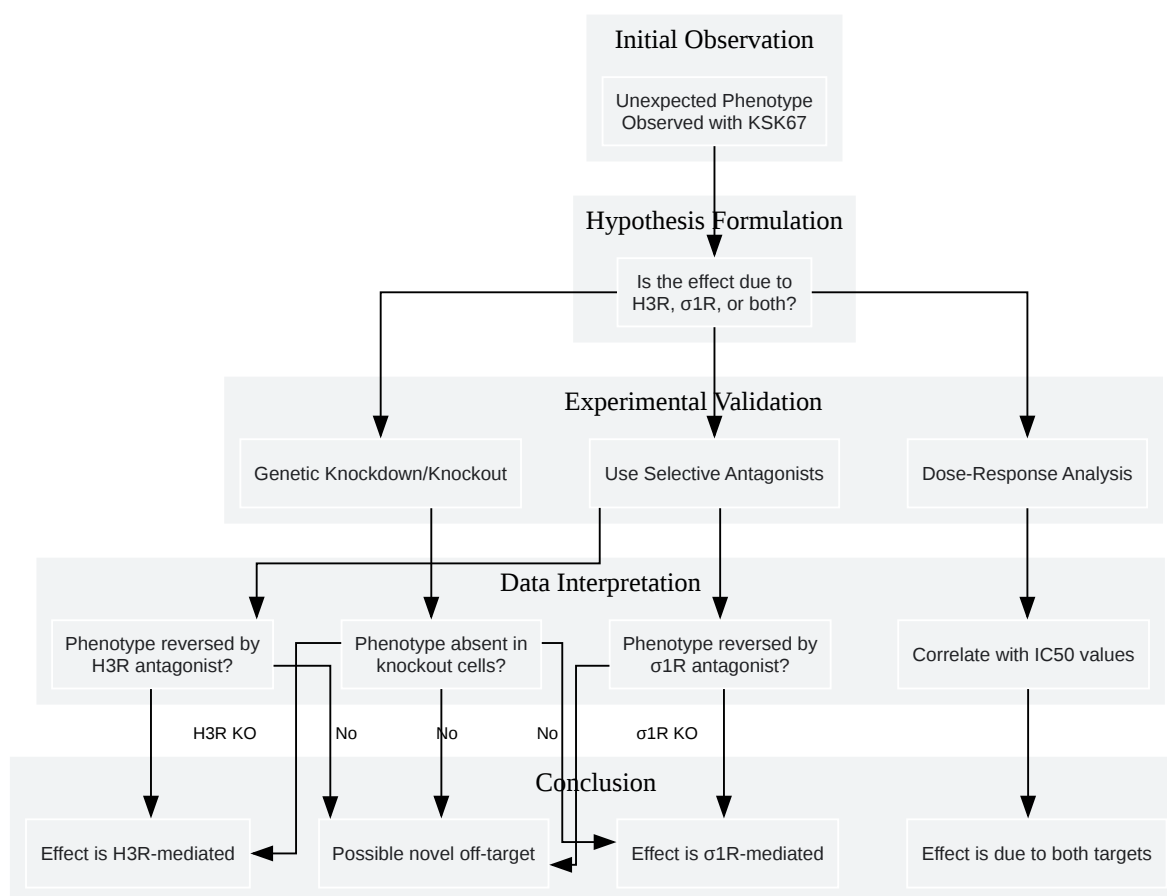 Initial Observation
Unexpected Phenotype
Observed with KSK67
Hypothesis Formulation
Is the effect due to
H3R, σ1R, or both?
Experimental Validation
Genetic Knockdown/Knockout
Use Selective Antagonists
Dose-Response Analysis
Data Interpretation
Phenotype reversed by
H3R antagonist?
Phenotype absent in
knockout cells?
Phenotype reversed by
σ1R antagonist?
Correlate with IC50 values
H3R KO
No
No
No
σ1R KO
Conclusion
Effect is H3R-mediated
Possible novel off-target
Effect is σ1R-mediated
Effect is due to both targets